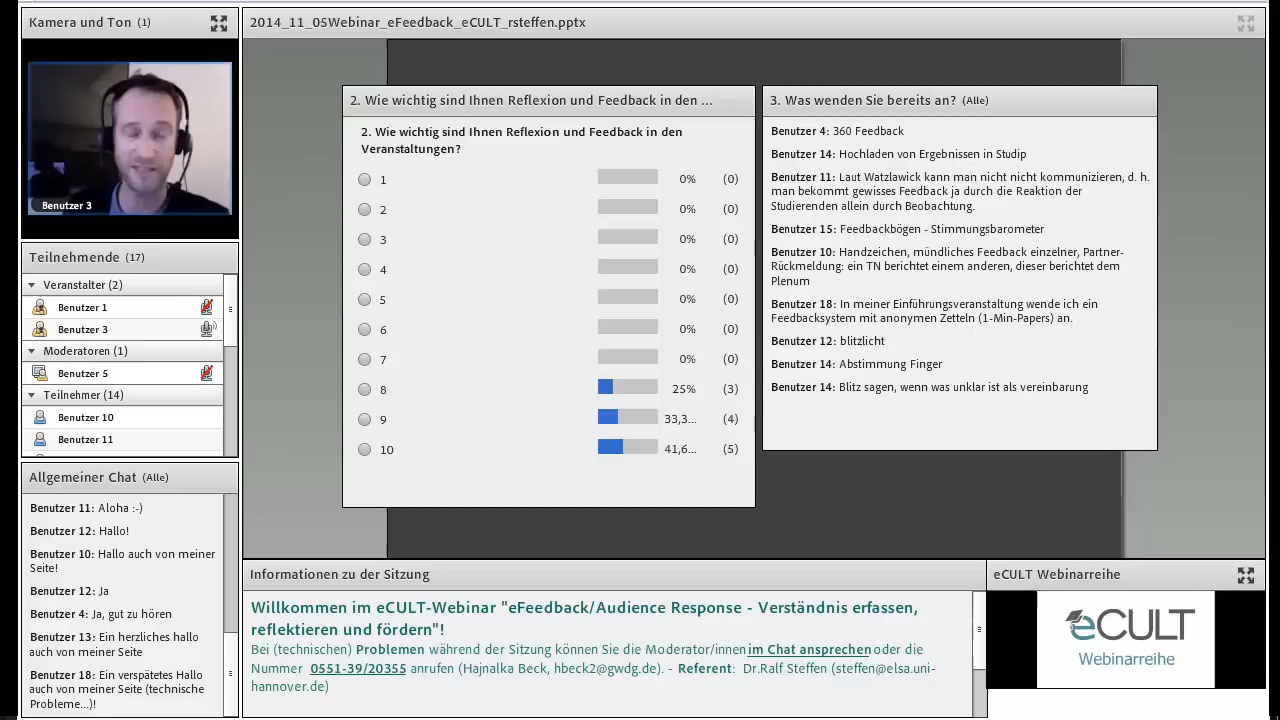 Kamera und Ton (1)
Benutzer 3
Teilnehmende (17)
Veranstalter (2)
Benutzer 1
Benutzer 3
Moderatoren (1)
Benutzer 5
Teilnehmer (14)
Benutzer 10
Benutzer 11
Allgemeiner Chat (Alle)
Benutzer 11: Aloha :-)
Benutzer 12: Hallo!
Benutzer 10: Hallo auch von meiner
Seite!
Benutzer 12: Ja
Benutzer 4: Ja, gut zu hören
Benutzer 13: Ein herzliches hallo
auch von meiner Seite
Benutzer 18: Ein verspätetes Hallo
auch von meiner Seite (technische
Probleme...)!
2014_11_05Webinar_eFeedback_eCULT_rsteffen.pptx
2. Wie wichtig sind Ihnen Reflexion und Feedback in den ...
2. Wie wichtig sind Ihnen Reflexion und Feedback in den
Veranstaltungen?
1 0% (0)
2 0% (0)
3 0% (0)
4 0% (0)
5 0% (0)
6 0% (0)
7 0% (0)
8 25% (3)
9 33,3... (4)
10 41,6... (5)
3. Was wenden Sie bereits an? (Alle)
Benutzer 4: 360 Feedback
Benutzer 14: Hochladen von Ergebnissen in Studip
Benutzer 11: Laut Watzlawick kann man nicht nicht kommunizieren, d. h.
man bekommt gewisses Feedback ja durch die Reaktion der
Studierenden allein durch Beobachtung.
Benutzer 15: Feedbackbögen - Stimmungsbarometer
Benutzer 10: Handzeichen, mündliches Feedback einzelner, Partner-
Rückmeldung: ein TN berichtet einem anderen, dieser berichtet dem
Plenum
Benutzer 18: In meiner Einführungsveranstaltung wende ich ein
Feedbacksystem mit anonymen Zetteln (1-Min-Papers) an.
Benutzer 12: blitzlicht
Benutzer 14: Abstimmung Finger
Benutzer 14: Blitz sagen, wenn was unklar ist als vereinbarung
Informationen zu der Sitzung
Willkommen im eCULT-Webinar "eFeedback/Audience Response - Verständnis erfassen,
reflektieren und fördern"!
Bei (technischen) Problemen während der Sitzung können Sie die Moderator/innen im Chat ansprechen oder die
Nummer 0551-39/20355 anrufen (Hajnalka Beck, hbeck2@gwdg.de). - Referent: Dr.Ralf Steffen (steffen@elsa.uni-
hannover.de)
eCULT Webinarreihe
eCULT
Webinarreihe